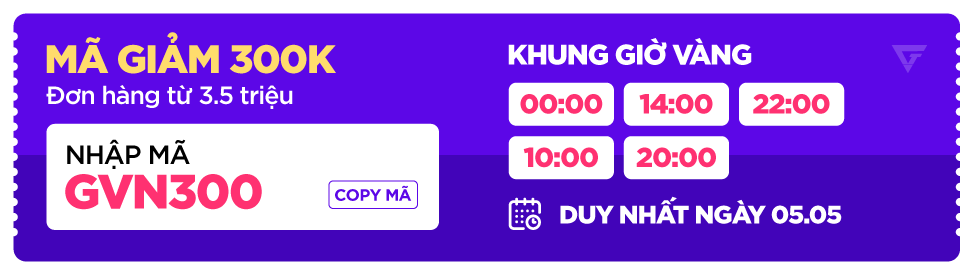 MÃ GIẢM 300K
Đơn hàng từ 3.5 triệu
NHẬP MÃ
GVN300
COPY MÃ
KHUNG GIỜ VÀNG
00:00 14:00 22:00
10:00 20:00
DUY NHẤT NGÀY 05.05